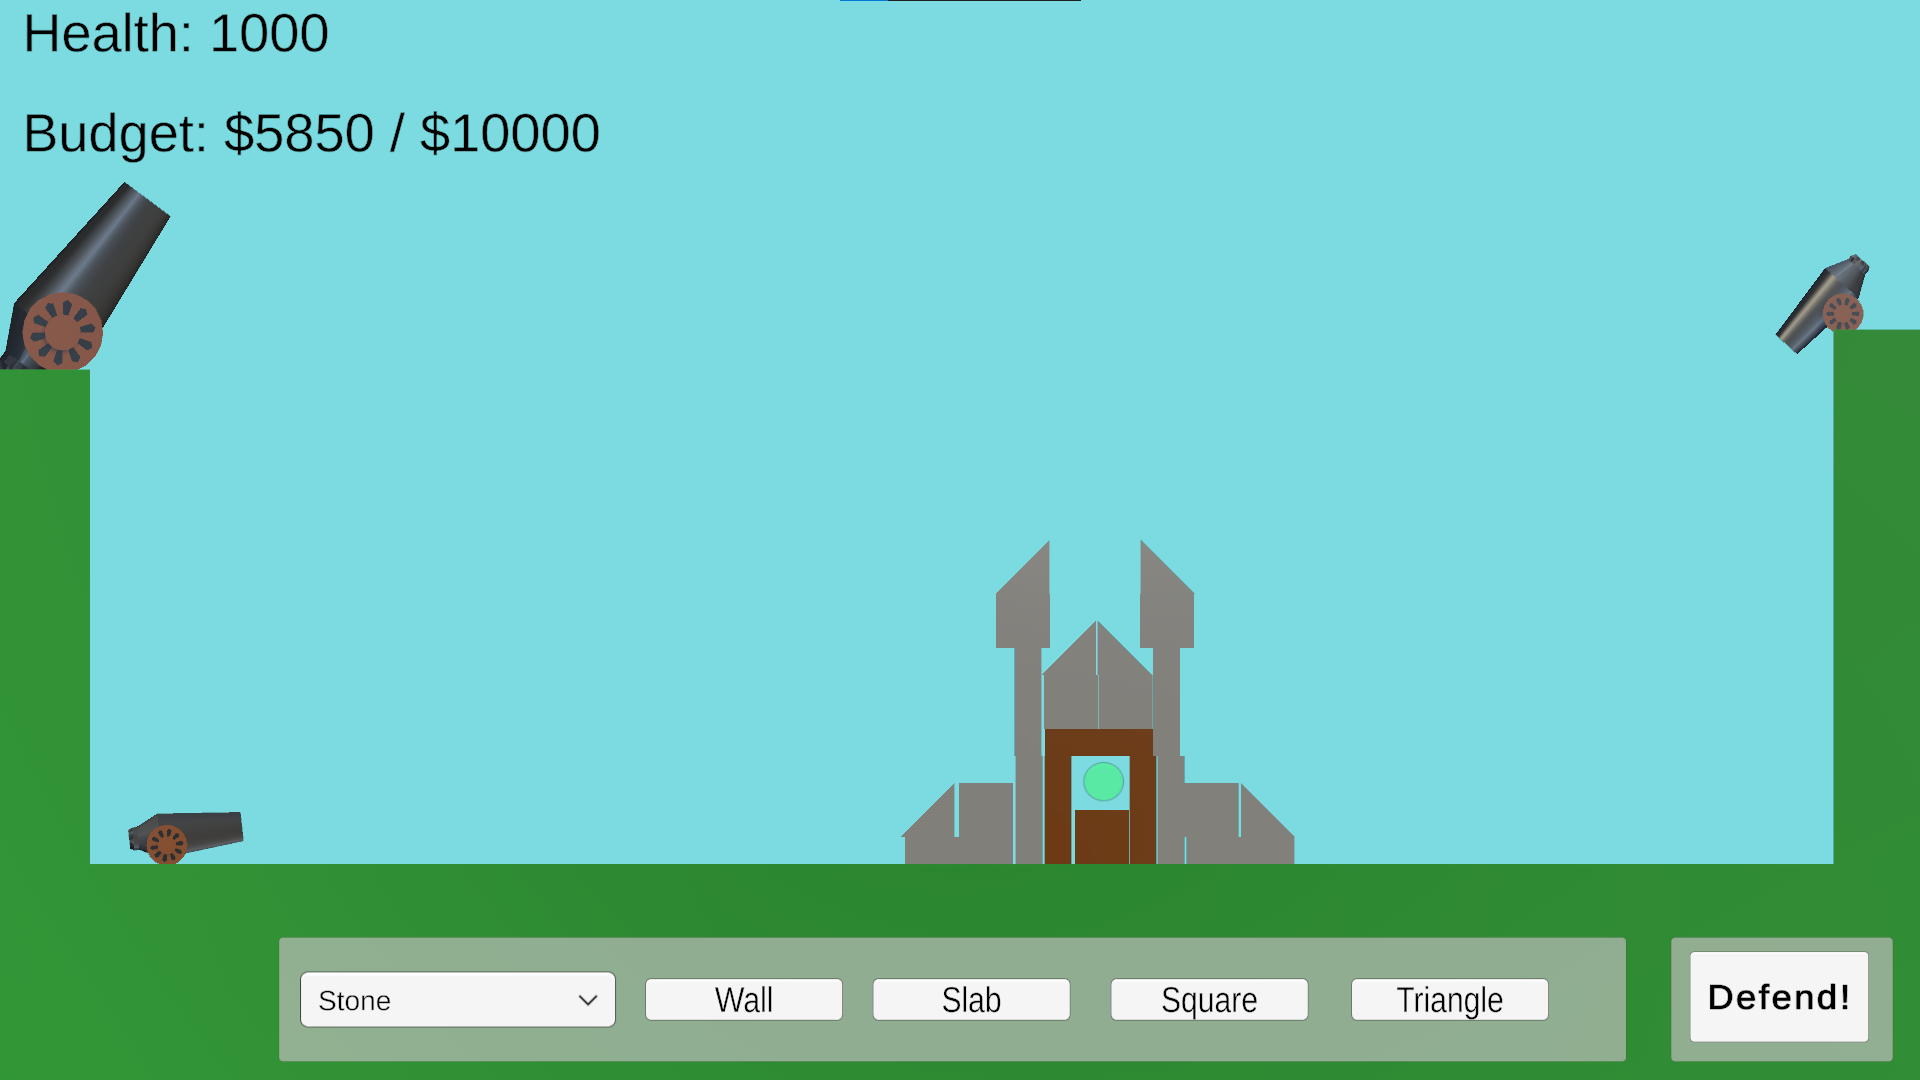 Health: 1000
Budget: $5850 / $10000
Stone
Wall
Slab
Square
Triangle
Defend!